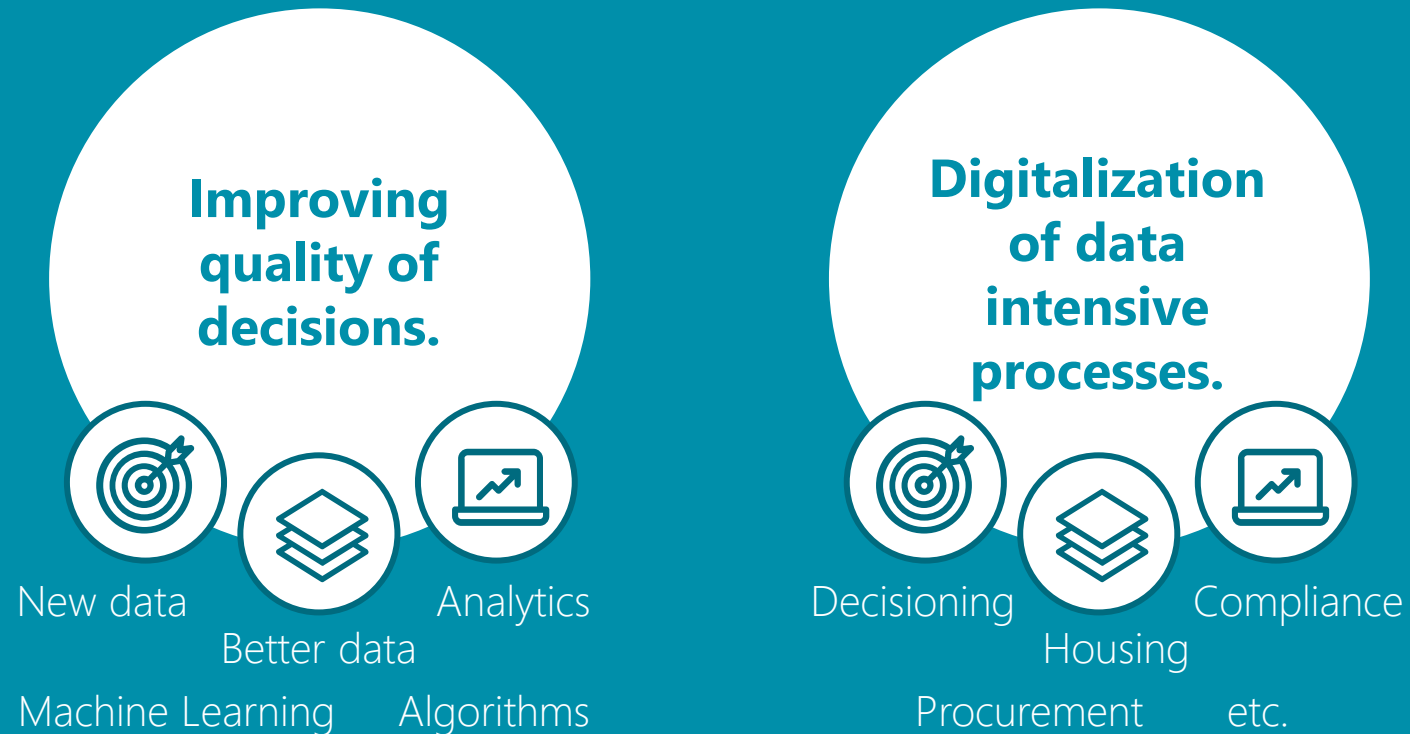 Improving
quality of
decisions.
New data
Better data
Analytics
Machine Learning
Algorithms
Digitalization
of data
intensive
processes.
Decisioning
Housing
Compliance
Procurement
etc.